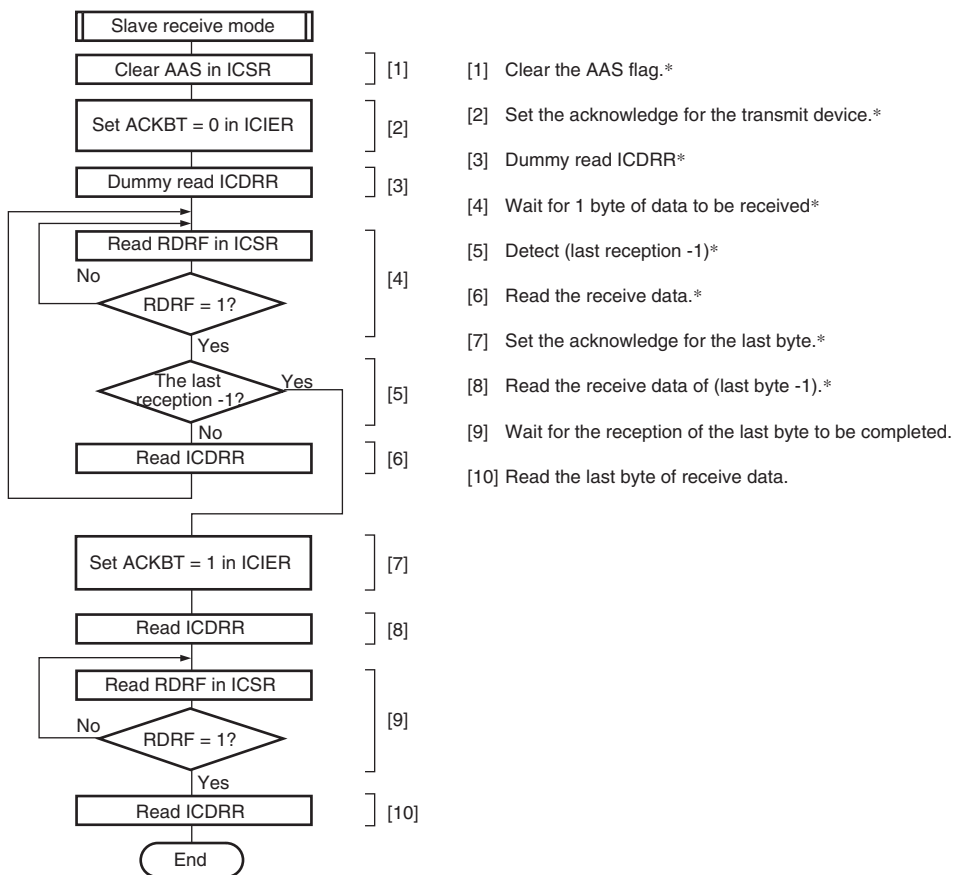 Slave receive mode
Clear AAS in ICSR
[1]
Set ACKBT = 0 in ICIER
[2]
Dummy read ICDRR
[3]
Read RDRF in ICSR
No
RDRF = 1?
[4]
Yes
The last
reception -1?
Yes
[5]
No
Read ICDRR
[6]
Set ACKBT = 1 in ICIER
[7]
Read ICDRR
[8]
Read RDRF in ICSR
No
RDRF = 1?
[9]
Yes
Read ICDRR
[10]
End
[1] Clear the AAS flag.*
[2] Set the acknowledge for the transmit device.*
[3] Dummy read ICDRR*
[4] Wait for 1 byte of data to be received*
[5] Detect (last reception -1)*
[6] Read the receive data.*
[7] Set the acknowledge for the last byte.*
[8] Read the receive data of (last byte -1).*
[9] Wait for the reception of the last byte to be completed.
[10] Read the last byte of receive data.